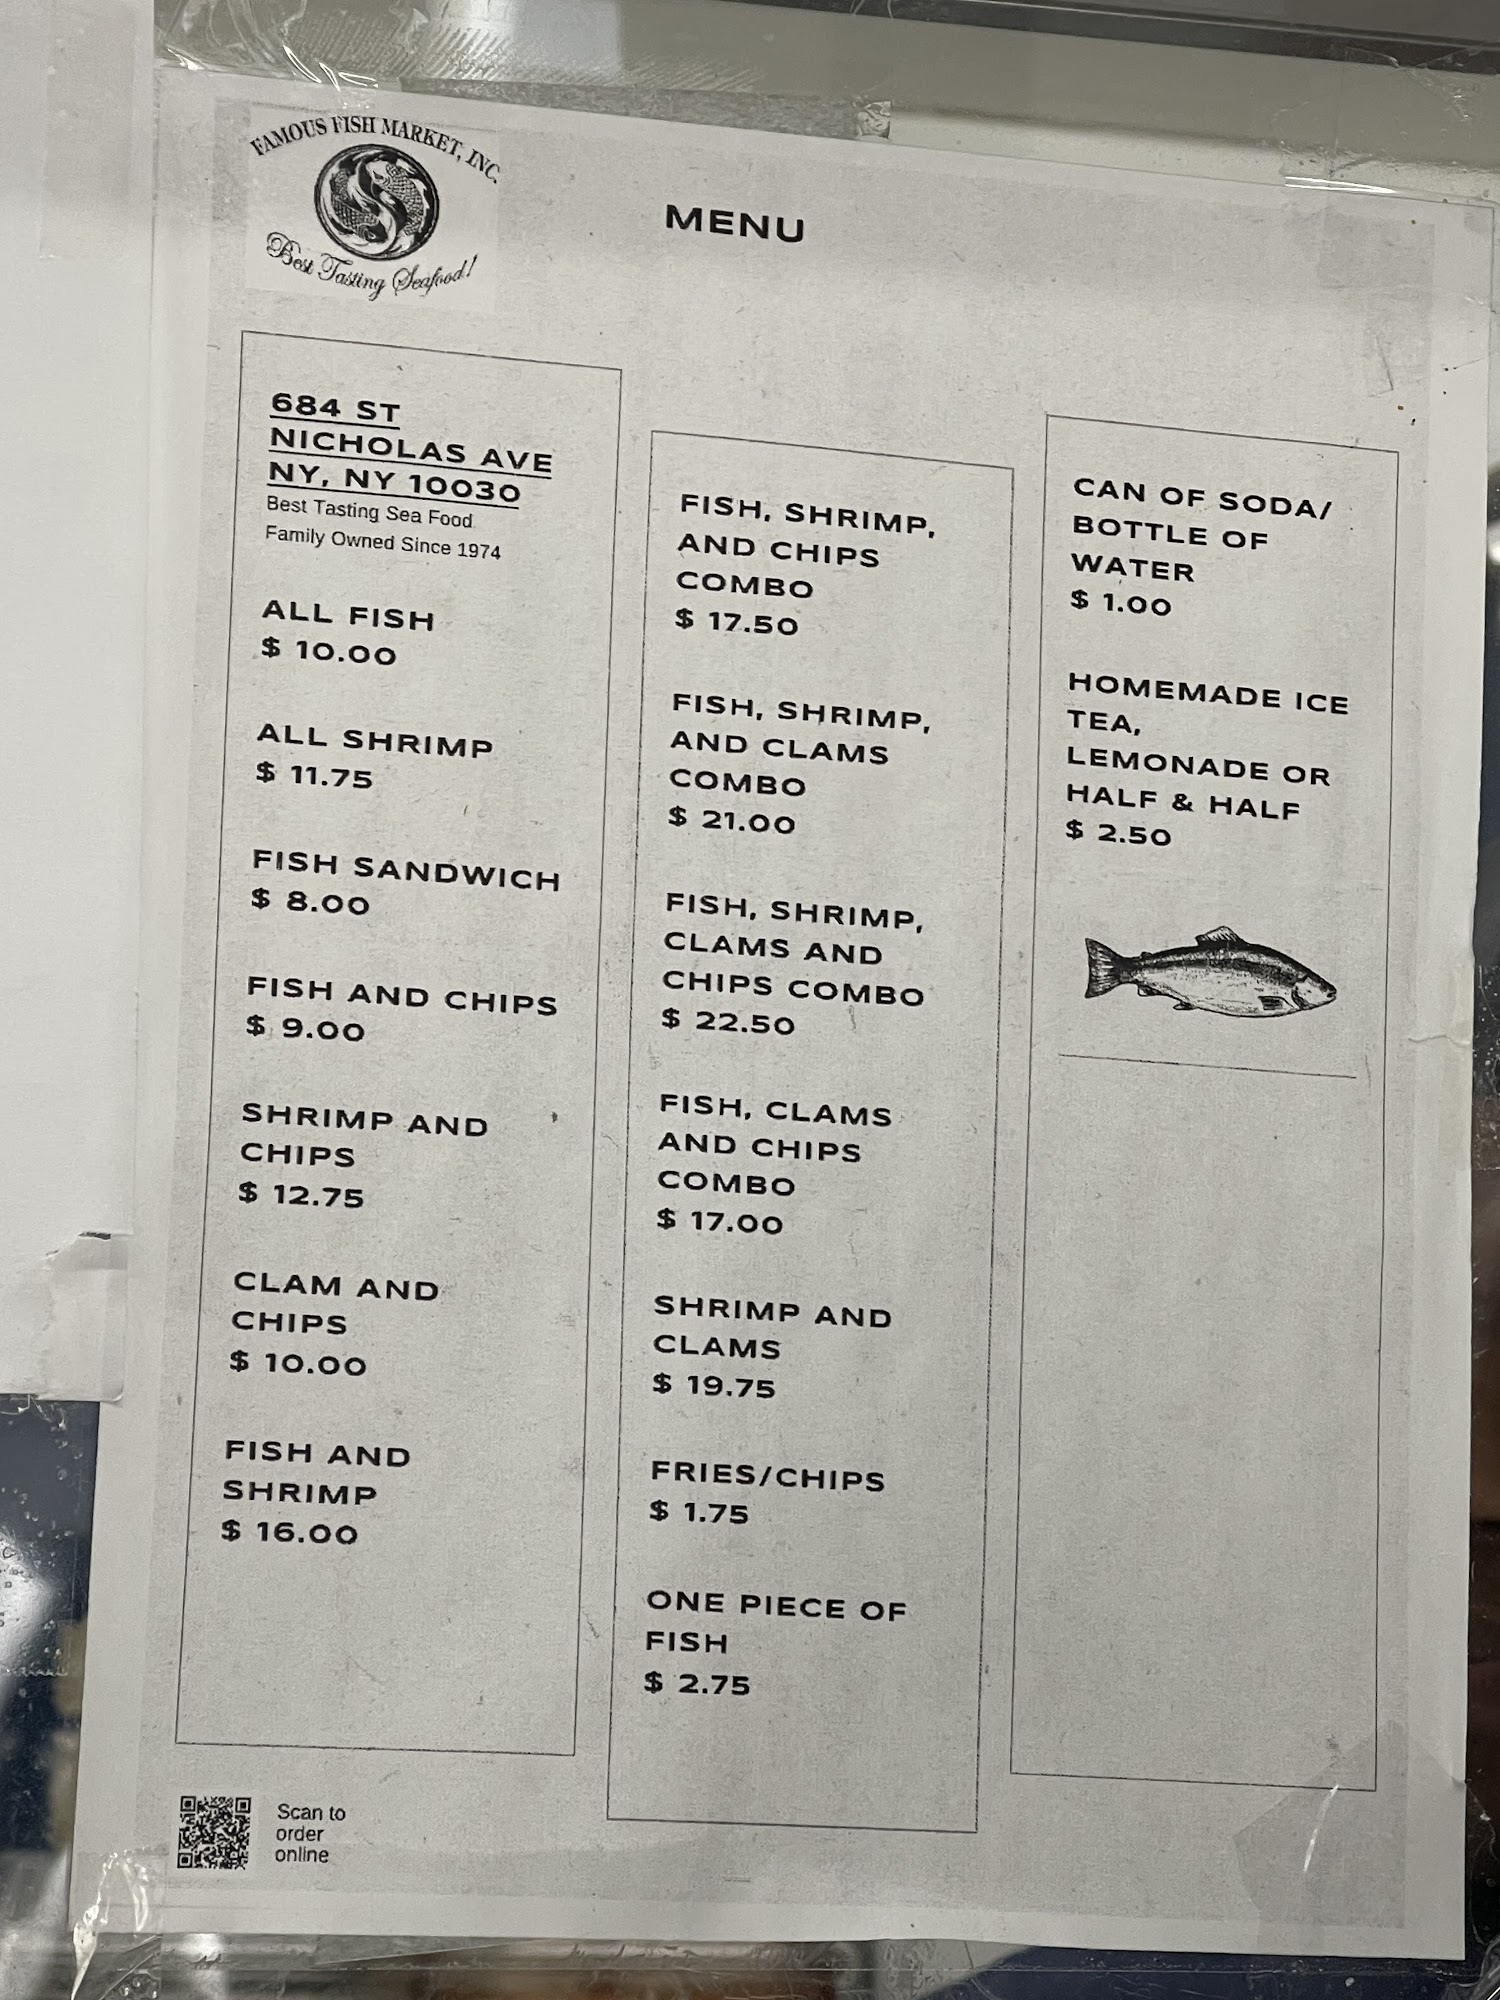 FAMOUS FISH MARKET, INC.
Best Tasting Seafood!
MENU
684 ST
NICHOLAS AVE
NY, NY 10030
Best Tasting Sea Food
Family Owned Since 1974
ALL FISH
$ 10.00
ALL SHRIMP
$ 11.75
FISH SANDWICH
$ 8.00
FISH AND CHIPS
$ 9.00
SHRIMP AND
CHIPS
$ 12.75
CLAM AND
CHIPS
$ 10.00
FISH AND
SHRIMP
$ 16.00
FISH, SHRIMP,
AND CHIPS
COMBO
$ 17.50
FISH, SHRIMP,
AND CLAMS
COMBO
$ 21.00
FISH, SHRIMP,
CLAMS AND
CHIPS COMBO
$ 22.50
FISH, CLAMS
AND CHIPS
COMBO
$ 17.00
SHRIMP AND
CLAMS
$ 19.75
FRIES/CHIPS
$ 1.75
ONE PIECE OF
FISH
$ 2.75
CAN OF SODA/
BOTTLE OF
WATER
$ 1.00
HOMEMADE ICE
TEA,
LEMONADE OR
HALF & HALF
$ 2.50
Scan to
order
online